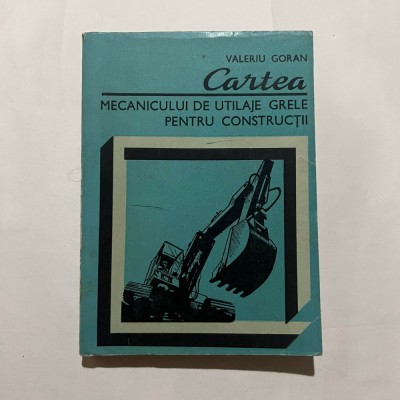 VALERIU GORAN
Cartea
MECANICULUI DE UTILAJE GRELE
PENTRU CONSTRUCŢII